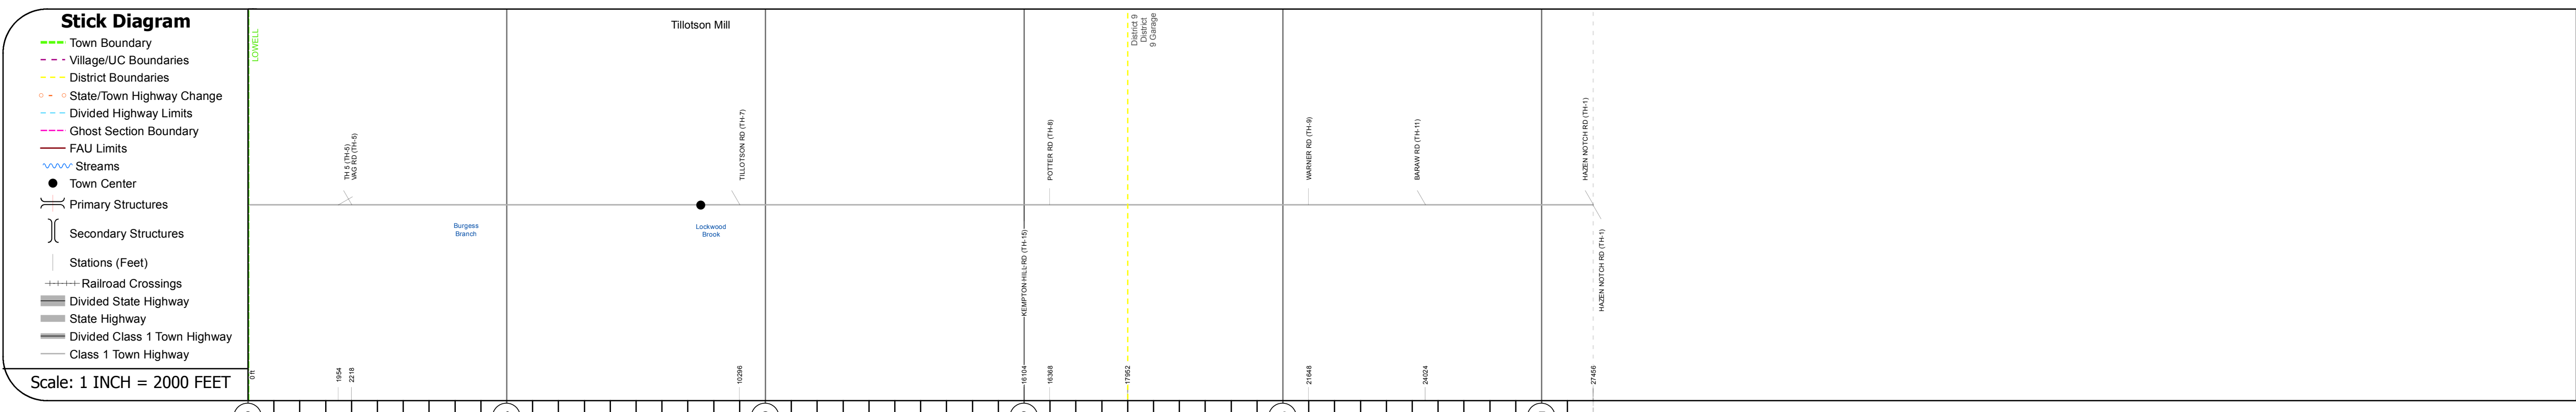 Stick Diagram
Town Boundary
Village/UC Boundaries
District Boundaries
State/Town Highway Change
Divided Highway Limits
Ghost Section Boundary
FAU Limits
Streams
Town Center
Primary Structures
Secondary Structures
Stations (Feet)
Railroad Crossings
Divided State Highway
State Highway
Divided Class 1 Town Highway
Class 1 Town Highway
Scale: 1 INCH = 2000 FEET
LOWELL
Tillotson Mill
District 9
District
9 Garage
TH 5 (TH-5)
VAG RD (TH-5)
TILLOTSON RD (TH-7)
POTTER RD (TH-8)
WARNER RD (TH-9)
BARAW RD (TH-11)
HAZEN NOTCH RD (TH-1)
Burgess
Branch
Lockwood
Brook
KEMPTON HILL RD (TH-15)
HAZEN NOTCH RD (TH-1)
0 ft
1954
2218
10296
16104
16368
17952
21648
24024
27456